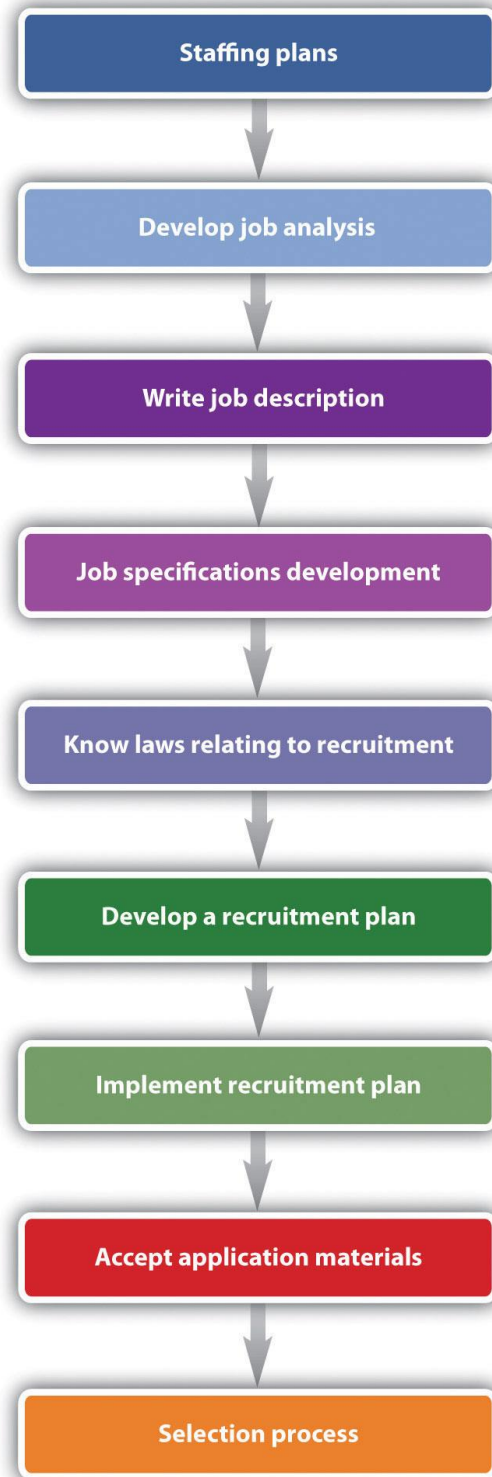 Staffing plans
Develop job analysis
Write job description
Job specifications development
Know laws relating to recruitment
Develop a recruitment plan
Implement recruitment plan
Accept application materials
Selection process